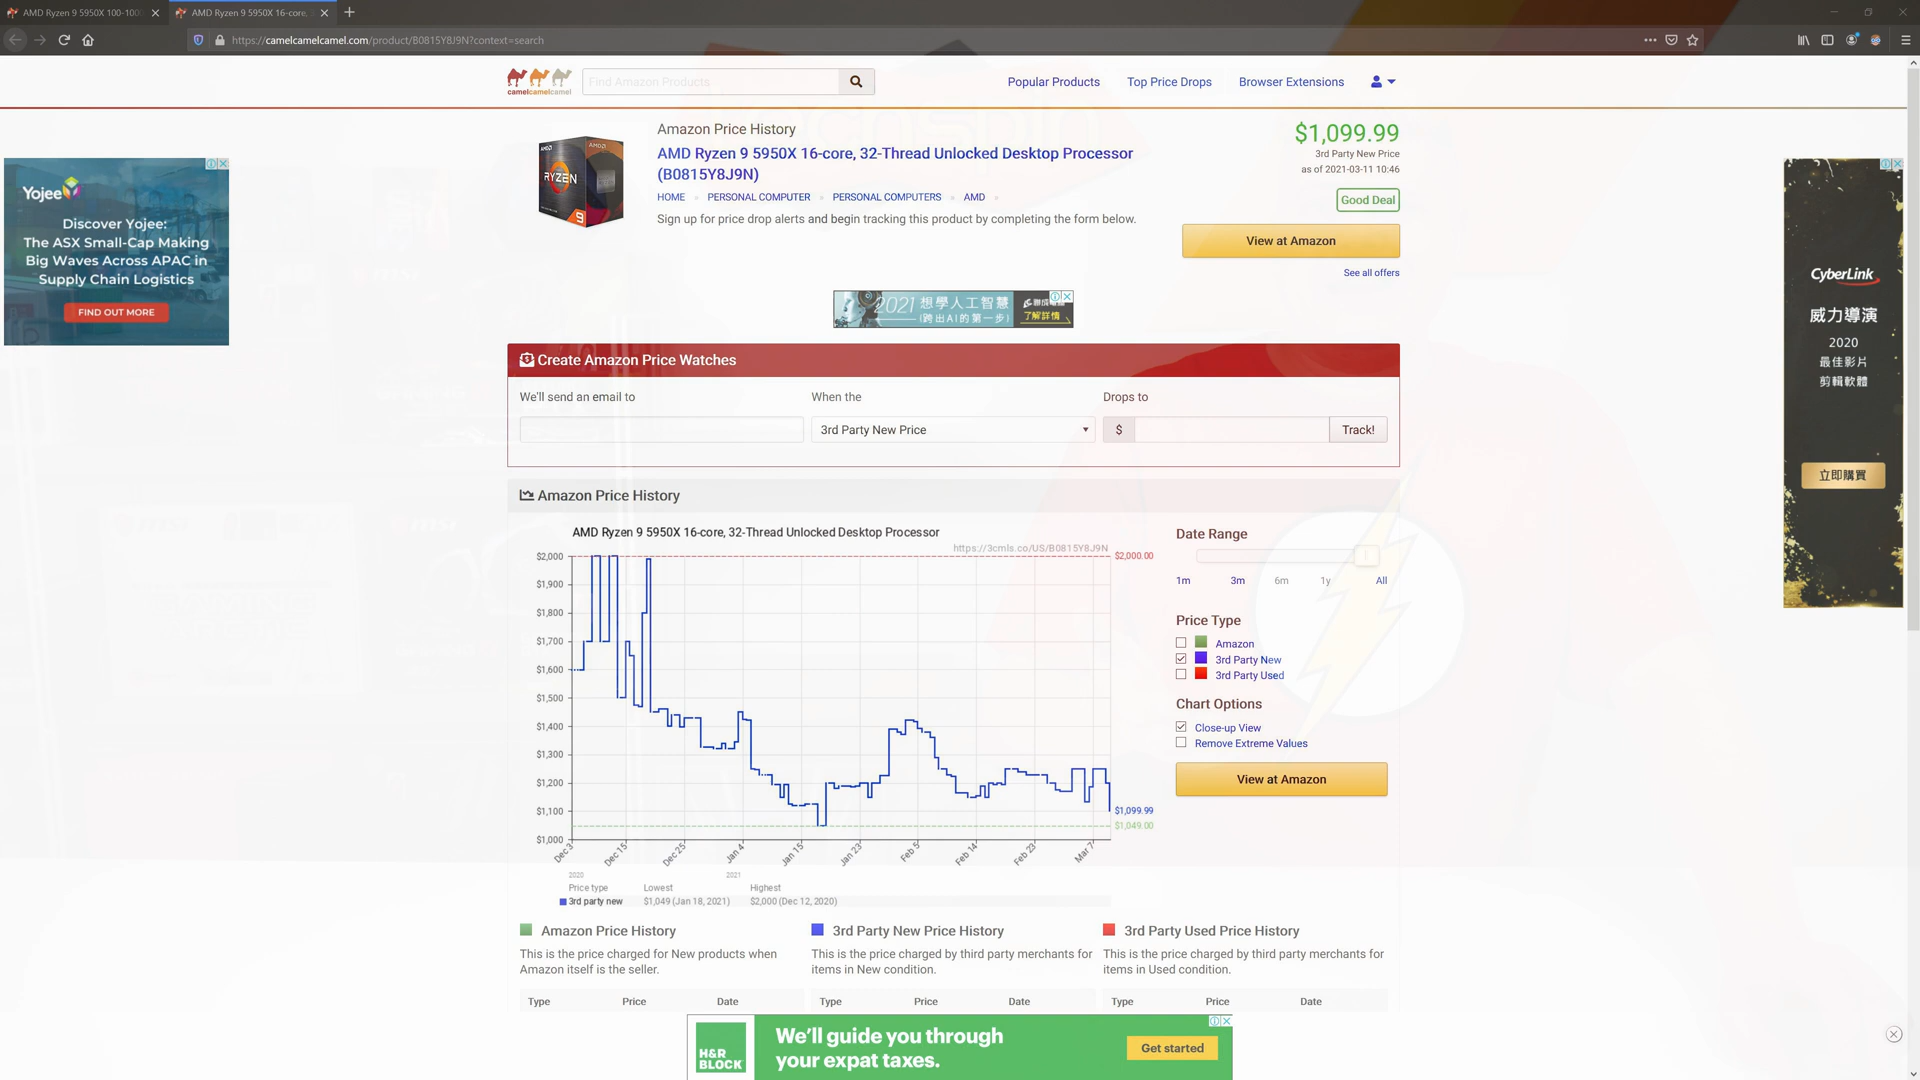 AMD Ryzen 9 5950X 100-100
AMD Ryzen 9 5950X 16-core,
https://camelcamelcamel.com/product/B0815Y8J9N?context=search
camelcamelcamel
Find Amazon Products
Popular Products
Top Price Drops
Browser Extensions
Amazon Price History
AMD Ryzen 9 5950X 16-core, 32-Thread Unlocked Desktop Processor
(B0815Y8J9N)
HOME » PERSONAL COMPUTER » PERSONAL COMPUTERS » AMD »
Sign up for price drop alerts and begin tracking this product by completing the form below.
$1,099.99
3rd Party New Price
as of 2021-03-11 10:46
Good Deal
View at Amazon
See all offers
AMD
AMD
RYZEN
9
Yojee
Discover Yojee:
The ASX Small-Cap Making
Big Waves Across APAC in
Supply Chain Logistics
FIND OUT MORE
2021 想學人工智慧
(跨出AI的第一步)
了解詳情
CyberLink
威力導演
2020
最佳影片
剪輯軟體
立即購買
Create Amazon Price Watches
We'll send an email to
When the
Drops to
3rd Party New Price
$
Track!
Amazon Price History
AMD Ryzen 9 5950X 16-core, 32-Thread Unlocked Desktop Processor
https://3cmls.co/US/B0815Y8J9N
$2,000
$1,900
$1,800
$1,700
$1,600
$1,500
$1,400
$1,300
$1,200
$1,100
$1,000
$2,000.00
$1,099.99
$1,049.00
Dec 3
Dec 15
Dec 25
Jan 4
Jan 15
Jan 23
Feb 5
Feb 14
Feb 23
Mar 7
2020
2021
Price type Lowest Highest
3rd party new $1,049 (Jan 18, 2021) $2,000 (Dec 12, 2020)
Date Range
1m 3m 6m 1y All
Price Type
Amazon
3rd Party New
3rd Party Used
Chart Options
Close-up View
Remove Extreme Values
View at Amazon
Amazon Price History
This is the price charged for New products when
Amazon itself is the seller.
Type Price Date
3rd Party New Price History
This is the price charged by third party merchants for
items in New condition.
Type Price Date
3rd Party Used Price History
This is the price charged by third party merchants for
items in Used condition.
Type Price Date
H&R
BLOCK
We'll guide you through
your expat taxes.
Get started